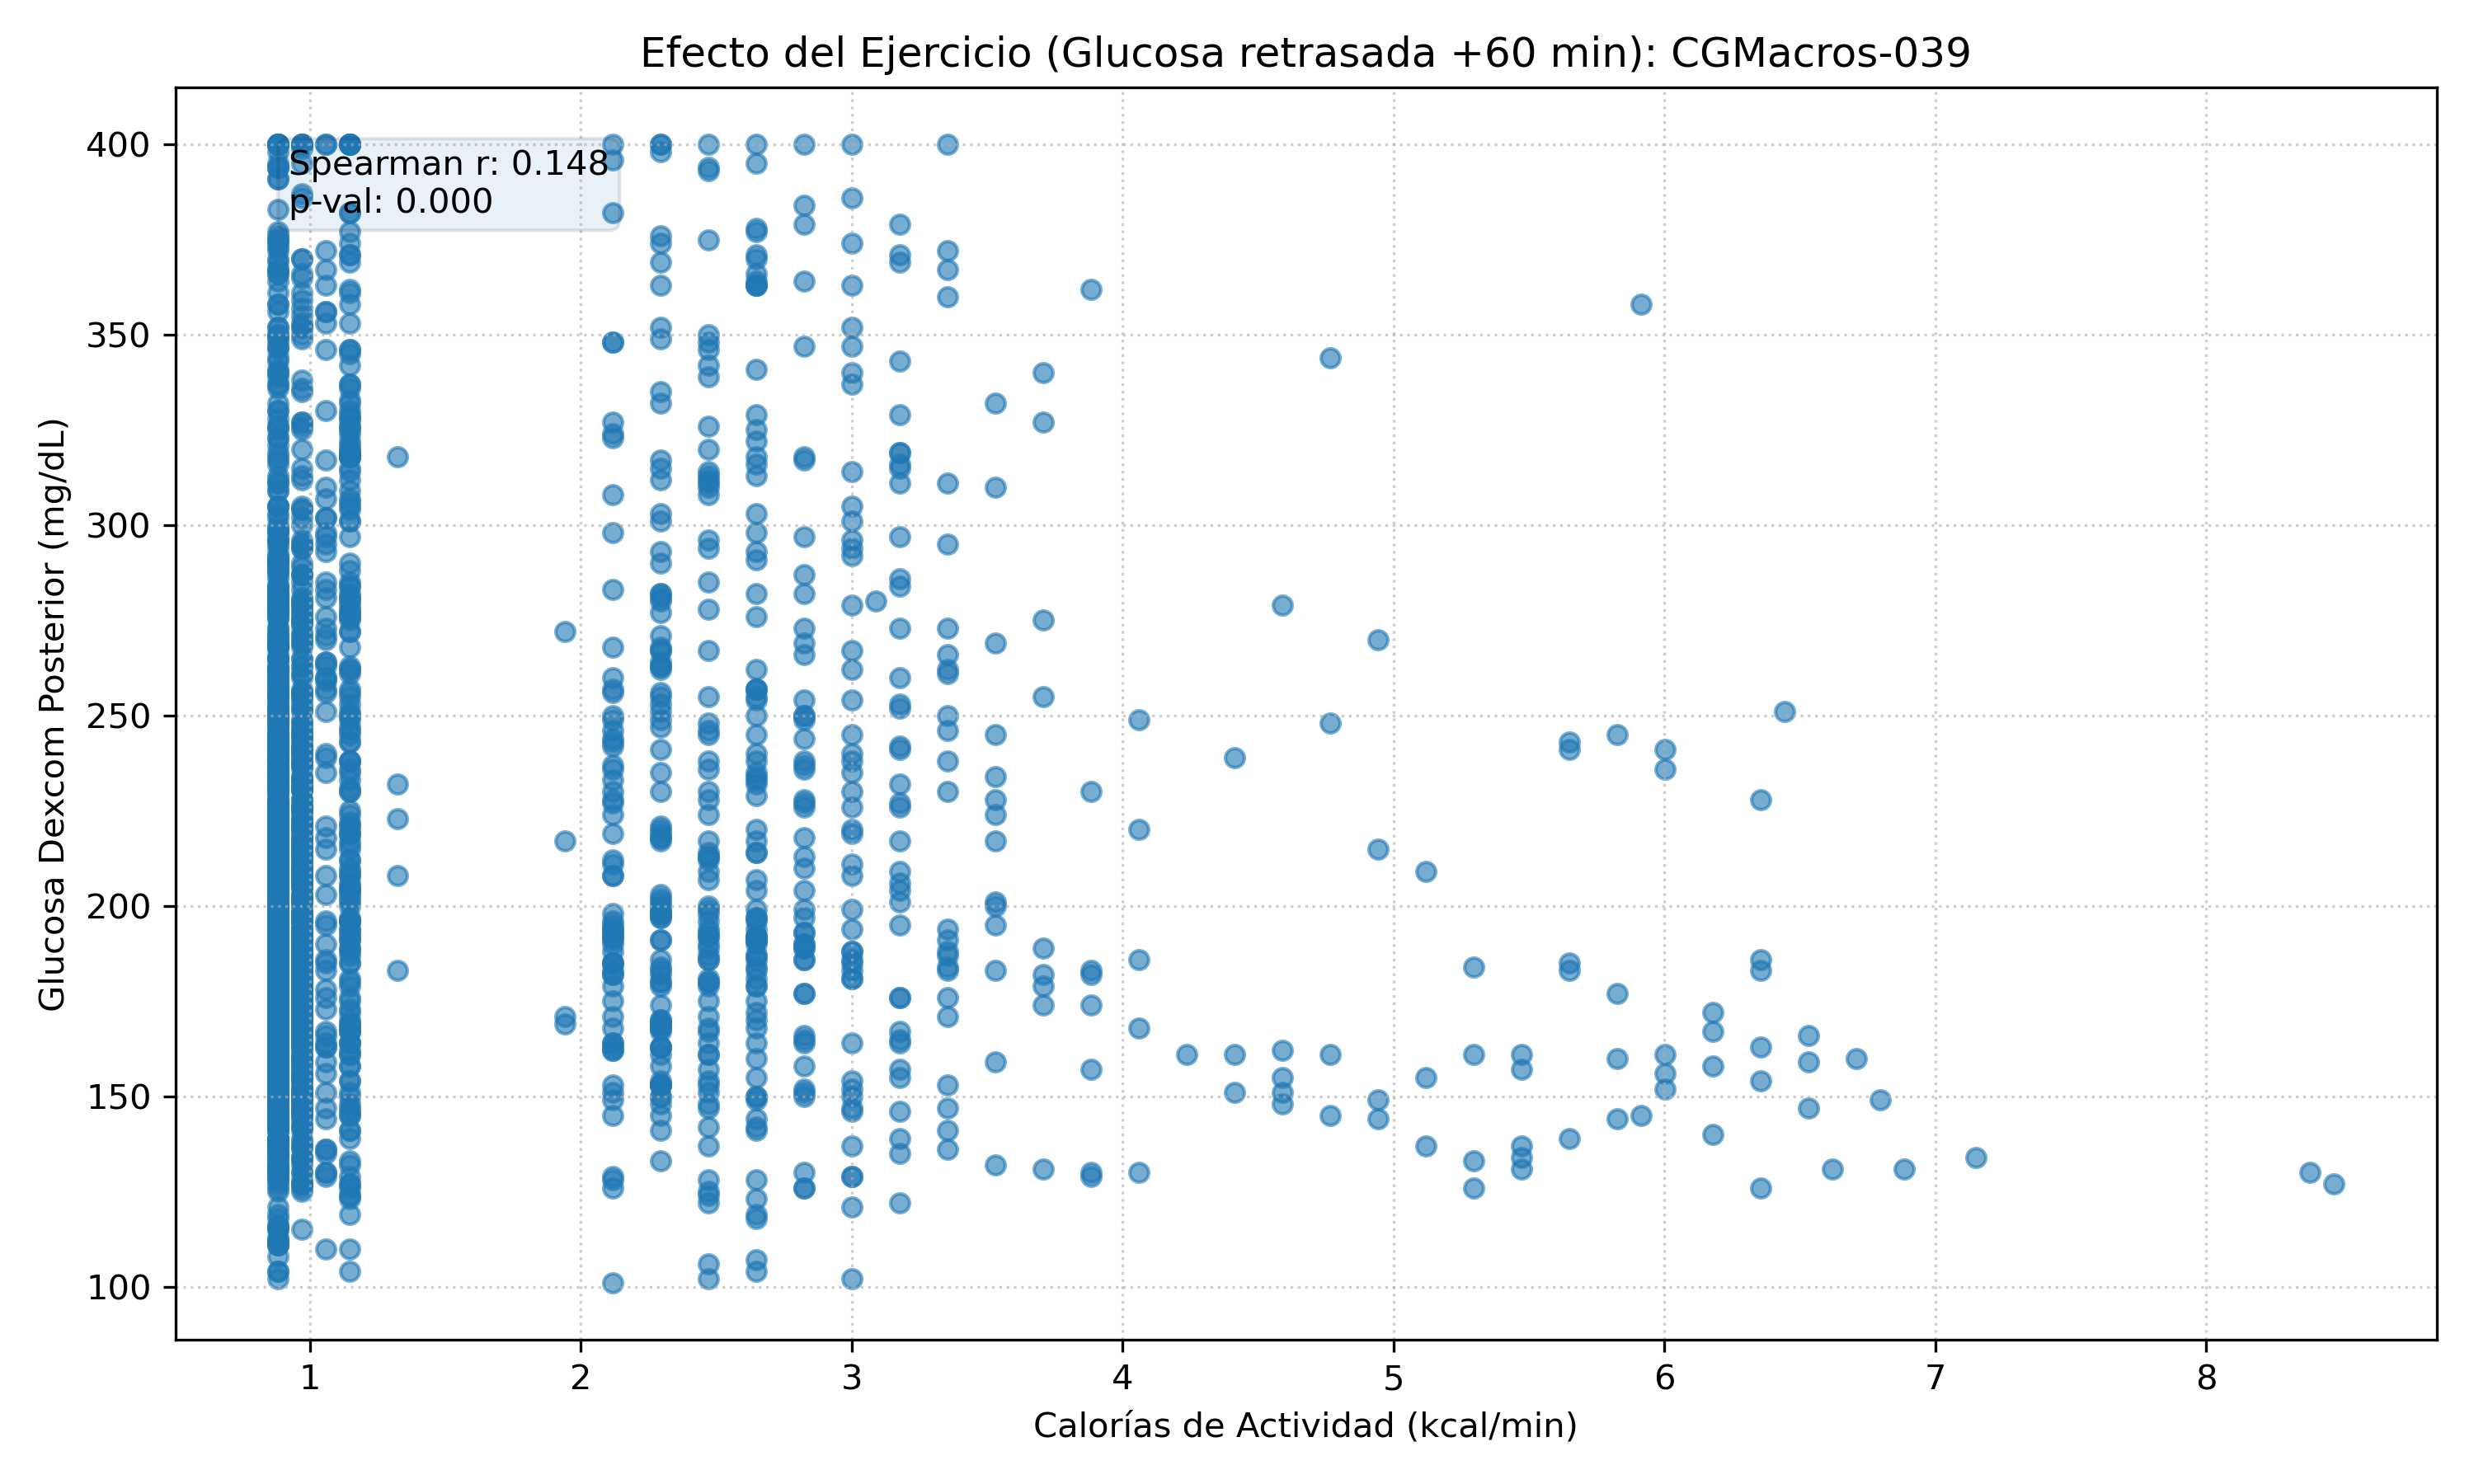 Efecto del Ejercicio (Glucosa retrasada +60 min): CGMacros-039
Spearman r: 0.148
p-val: 0.000
Glucosa Dexcom Posterior (mg/dL)
400
350
300
250
200
150
100
1 2 3 4 5 6 7 8
Calorías de Actividad (kcal/min)